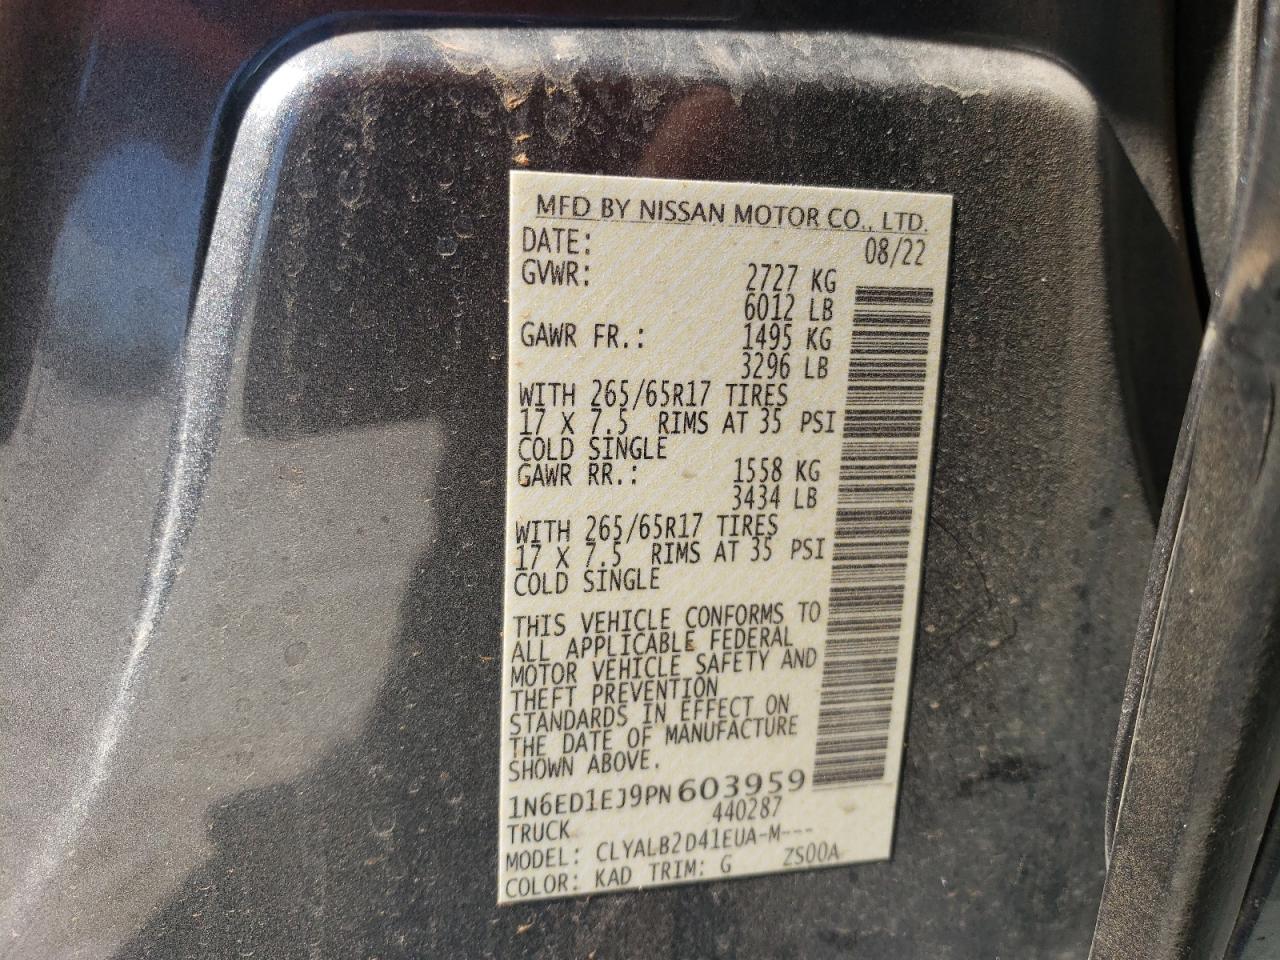 MFD BY NISSAN MOTOR CO., LTD.
DATE: 08/22
GVWR: 2727 KG
6012 LB
GAWR FR.: 1495 KG
3296 LB
WITH 265/65R17 TIRES
17 X 7.5 RIMS AT 35 PSI
COLD SINGLE
GAWR RR.: 1558 KG
3434 LB
WITH 265/65R17 TIRES
17 X 7.5 RIMS AT 35 PSI
COLD SINGLE
THIS VEHICLE CONFORMS TO
ALL APPLICABLE FEDERAL
MOTOR VEHICLE SAFETY AND
THEFT PREVENTION
STANDARDS IN EFFECT ON
THE DATE OF MANUFACTURE
SHOWN ABOVE.
1N6ED1EJ9PN603959
TRUCK 440287
MODEL: CLYALB2D41EUA-M---
COLOR: KAD TRIM: G ZS00A